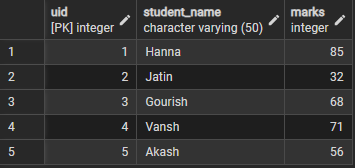 uid student_name marks
[PK] integer character varying (50) integer
1 1 Hanna 85
2 2 Jatin 32
3 3 Gourish 68
4 4 Vansh 71
5 5 Akash 56